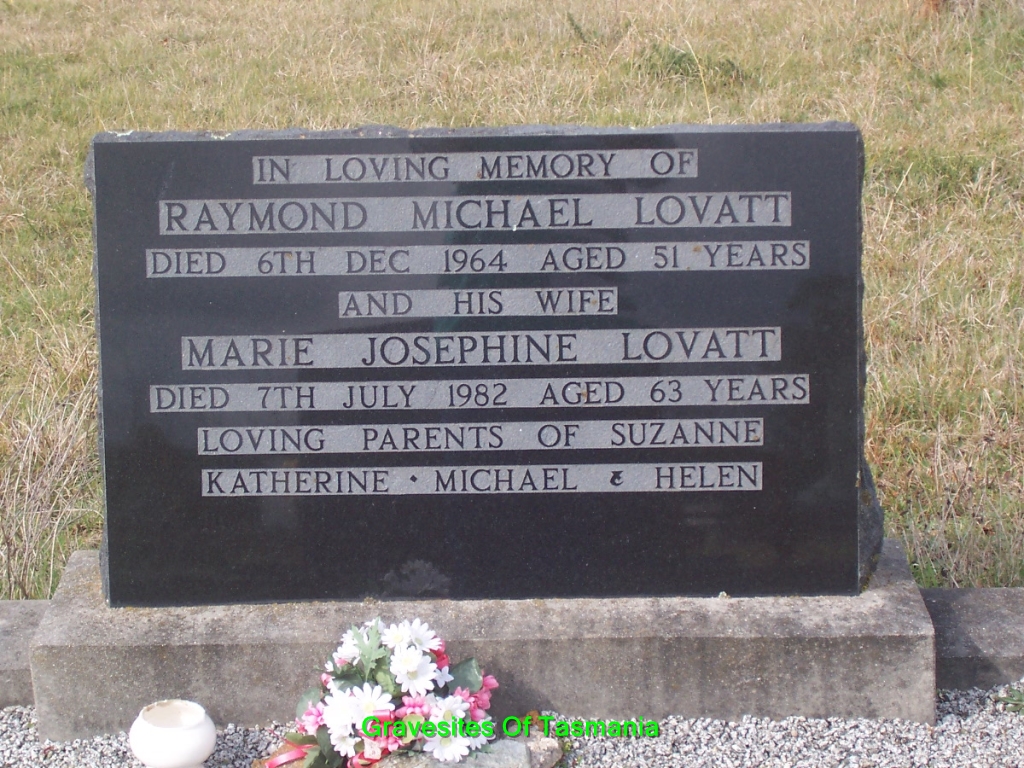 IN LOVING MEMORY OF
RAYMOND MICHAEL LOVATT
DIED 6TH DEC 1964 AGED 51 YEARS
AND HIS WIFE
MARIE JOSEPHINE LOVATT
DIED 7TH JULY 1982 AGED 63 YEARS
LOVING PARENTS OF SUZANNE
KATHERINE · MICHAEL & HELEN
Gravesites Of Tasmania